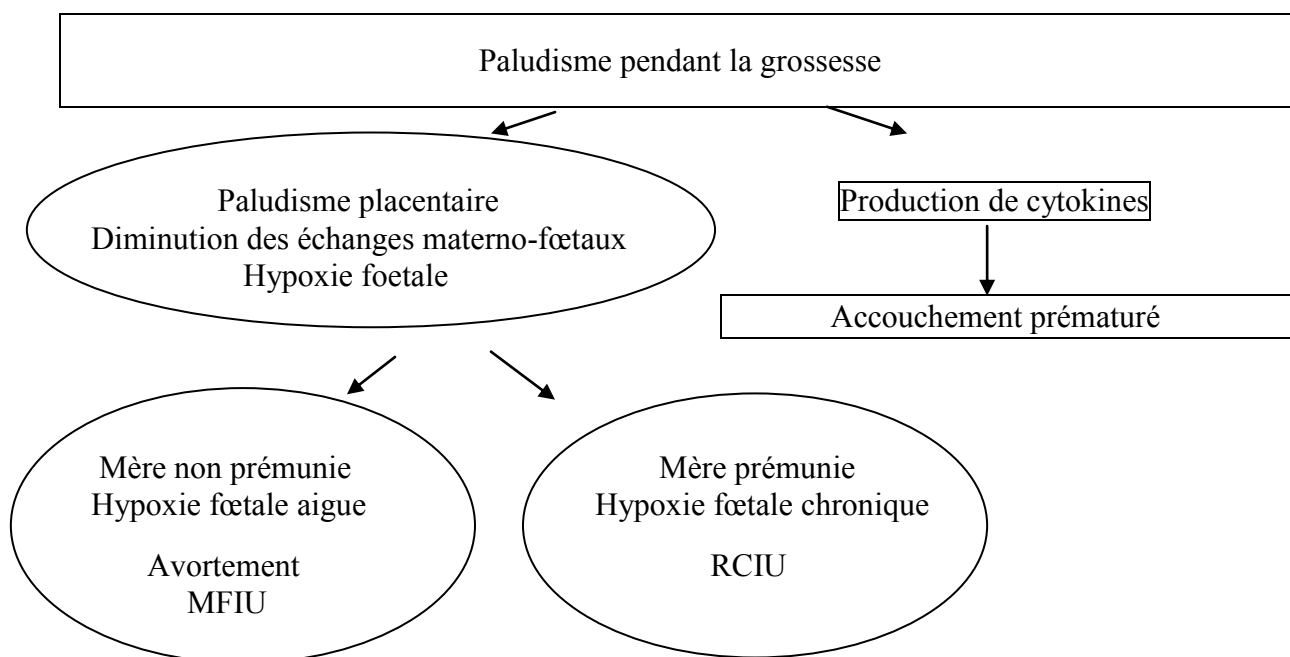 Paludisme pendant la grossesse
Paludisme placentaire
Diminution des échanges materno-fœtaux
Hypoxie foetale
Production de cytokines
Accouchement prématuré
Mère non prémunie
Hypoxie fœtale aigue
Avortement
MFIU
Mère prémunie
Hypoxie fœtale chronique
RCIU